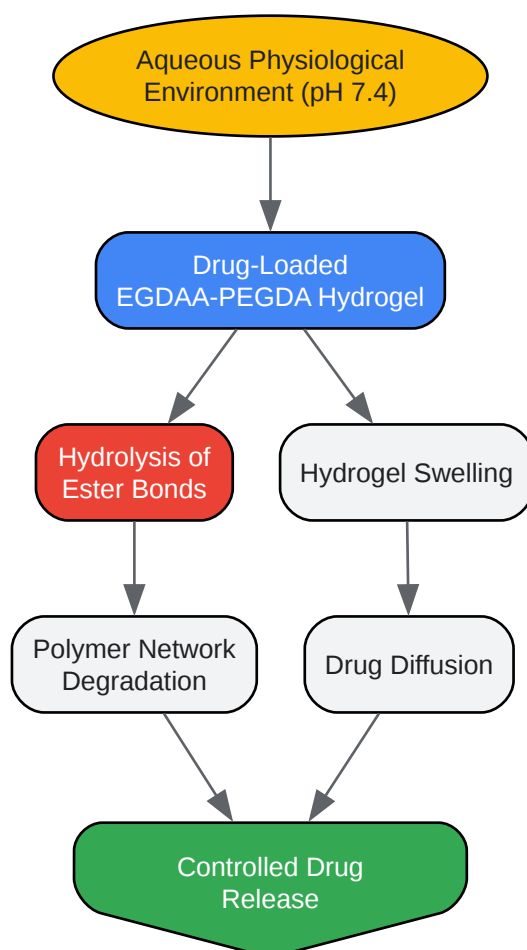 Aqueous Physiological
Environment (pH 7.4)
Drug-Loaded
EGDAA-PEGDA Hydrogel
Hydrolysis of
Ester Bonds
Hydrogel Swelling
Polymer Network
Degradation
Drug Diffusion
Controlled Drug
Release